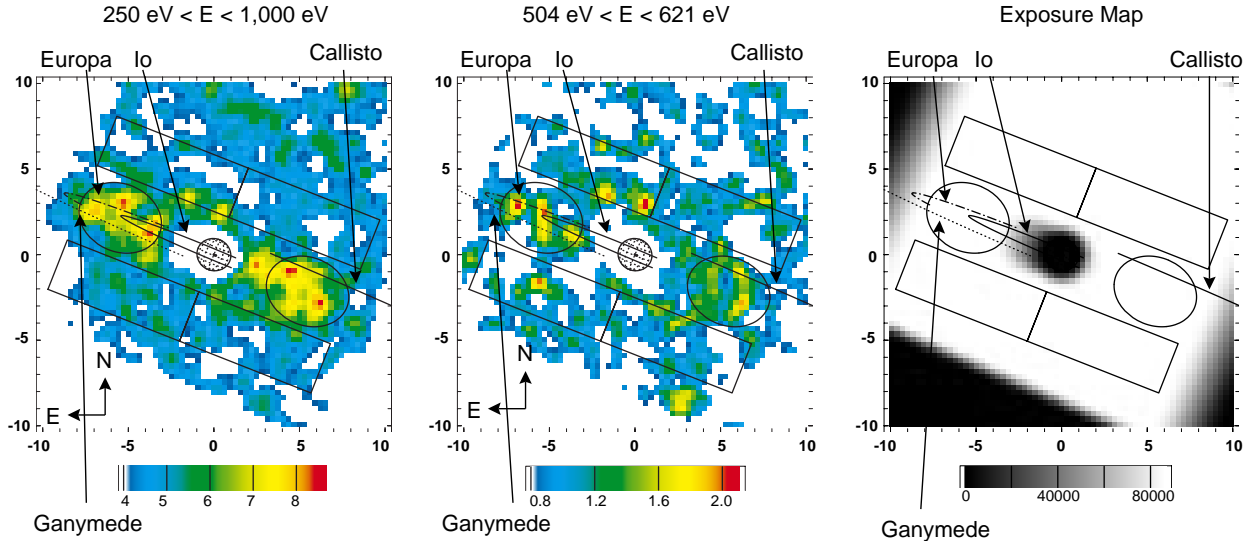 250 eV < E < 1,000 eV
504 eV < E < 621 eV
Exposure Map
Europa Io Callisto
Europa Io Callisto
Europa Io Callisto
10
5
0
-5
-10
N
E
-10 -5 0 5 10
10
5
0
-5
-10
N
E
-10 -5 0 5 10
10
5
0
-5
-10
-10 -5 0 5 10
4 5 6 7 8
0.8 1.2 1.6 2.0
0 40000 80000
Ganymede
Ganymede
Ganymede